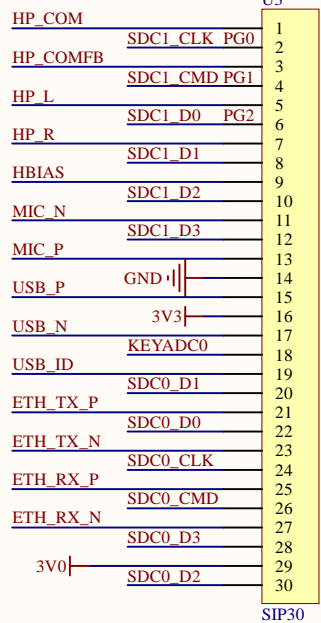 U3
HP_COM 1
SDC1_CLK PG0 2
HP_COMFB 3
SDC1_CMD PG1 4
HP_L 5
SDC1_D0 PG2 6
HP_R 7
SDC1_D1 8
HBIAS 9
SDC1_D2 10
MIC_N 11
SDC1_D3 12
MIC_P 13
GND 14
USB_P 15
3V3 16
USB_N 17
KEYADC0 18
USB_ID 19
SDC0_D1 20
ETH_TX_P 21
SDC0_D0 22
ETH_TX_N 23
SDC0_CLK 24
ETH_RX_P 25
SDC0_CMD 26
ETH_RX_N 27
SDC0_D3 28
3V0 29
SDC0_D2 30
SIP30